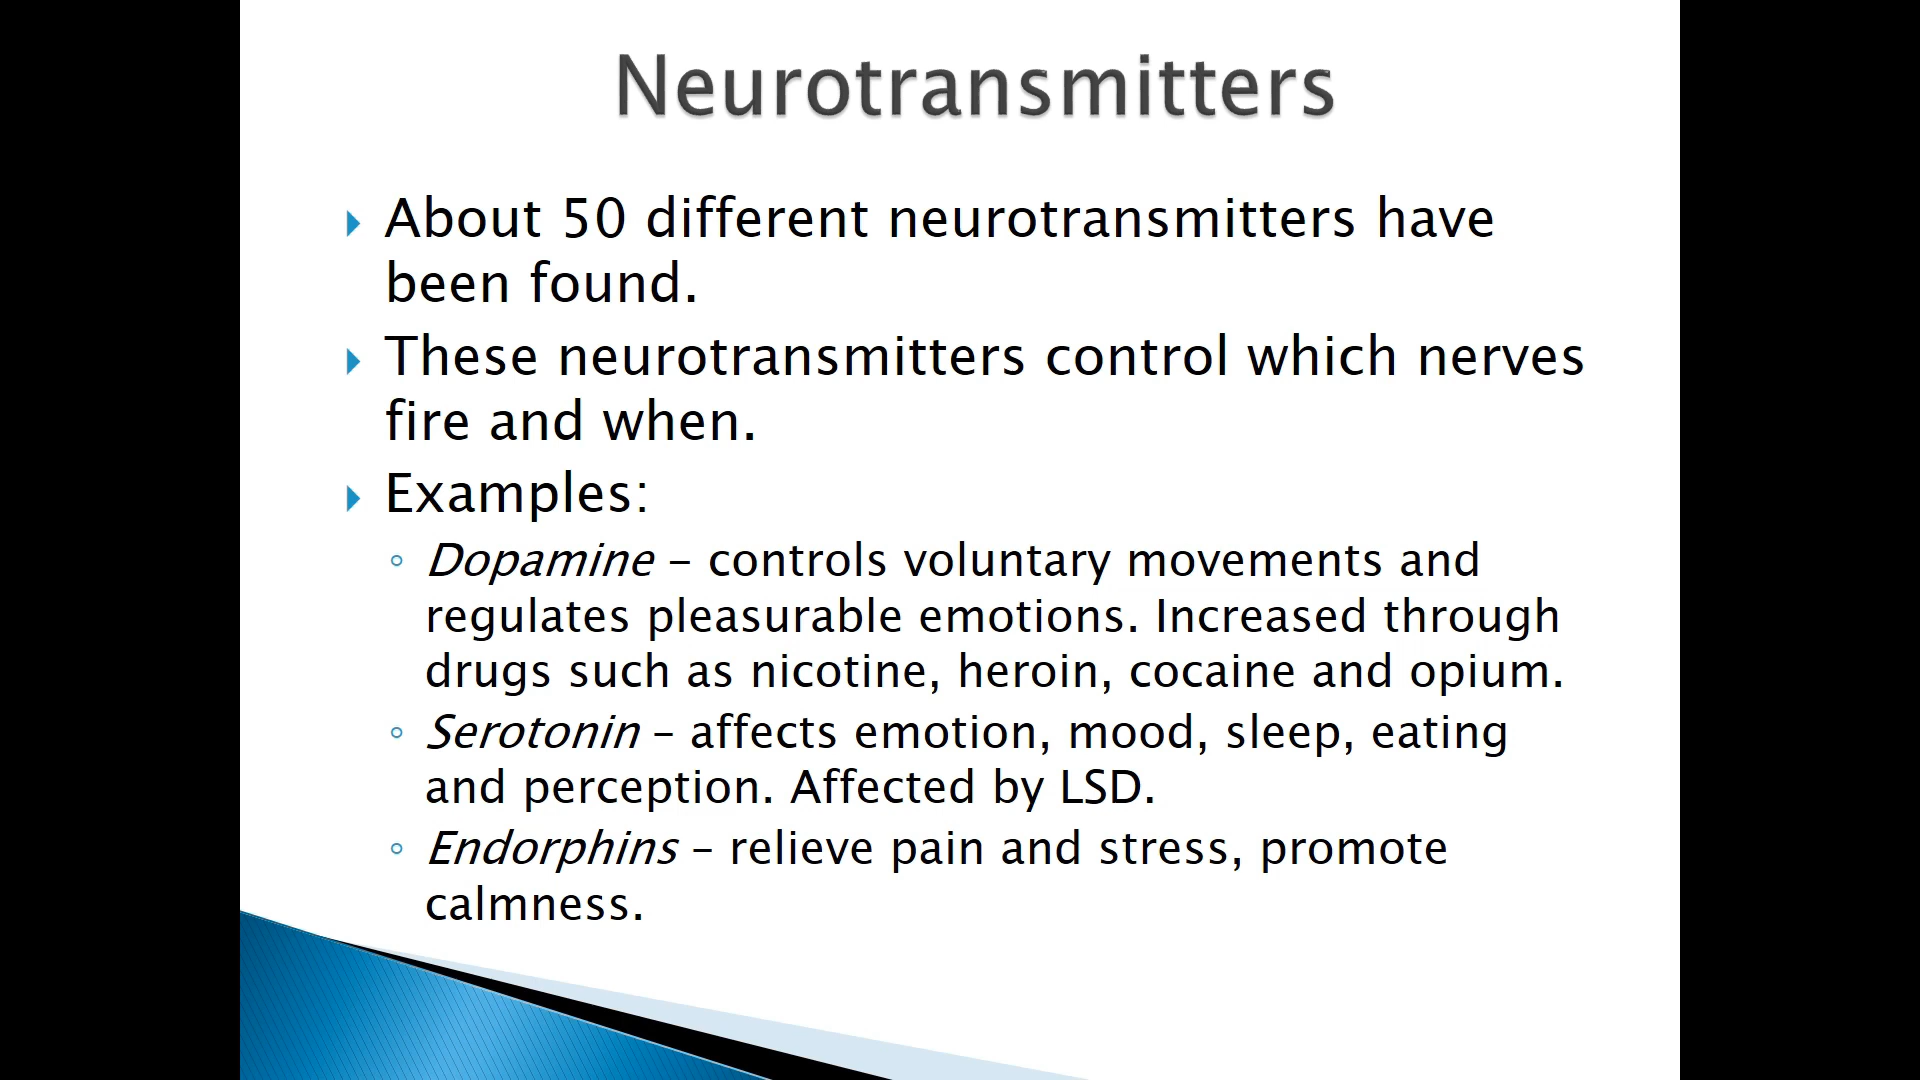 Neurotransmitters
About 50 different neurotransmitters have
been found.
These neurotransmitters control which nerves
fire and when.
Examples:
Dopamine – controls voluntary movements and
regulates pleasurable emotions. Increased through
drugs such as nicotine, heroin, cocaine and opium.
Serotonin – affects emotion, mood, sleep, eating
and perception. Affected by LSD.
Endorphins – relieve pain and stress, promote
calmness.